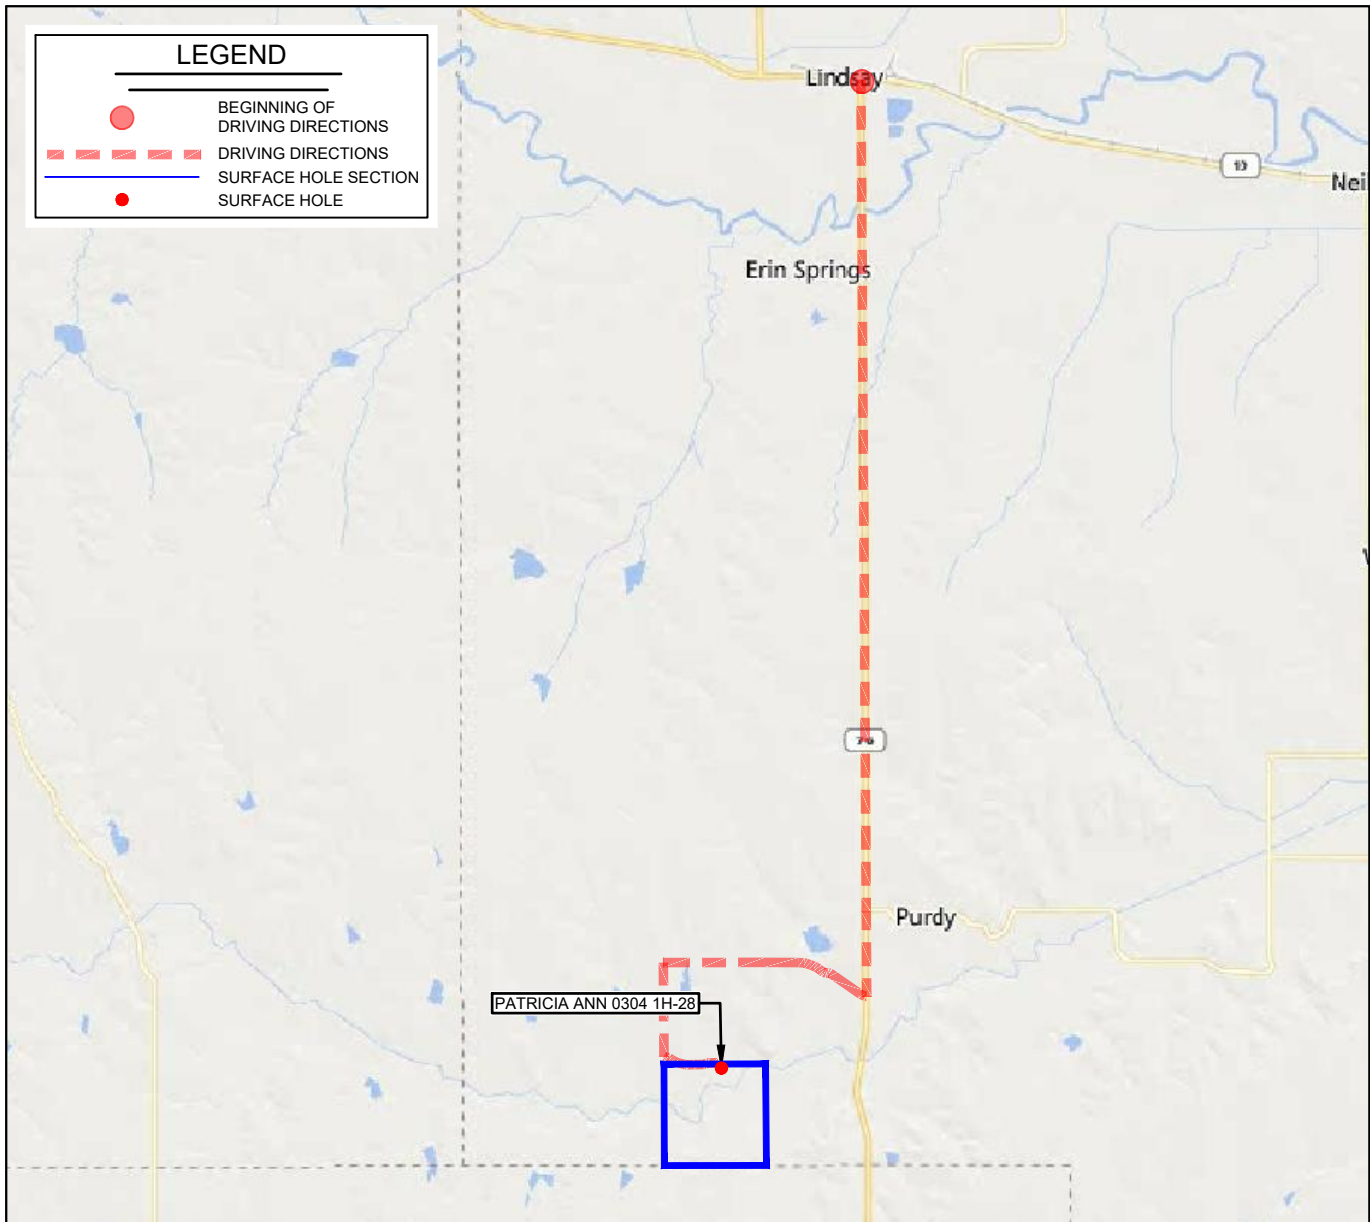 LEGEND
BEGINNING OF
DRIVING DIRECTIONS
DRIVING DIRECTIONS
SURFACE HOLE SECTION
SURFACE HOLE
Lindsay
Nei
Erin Springs
Purdy
PATRICIA ANN 0304 1H-28